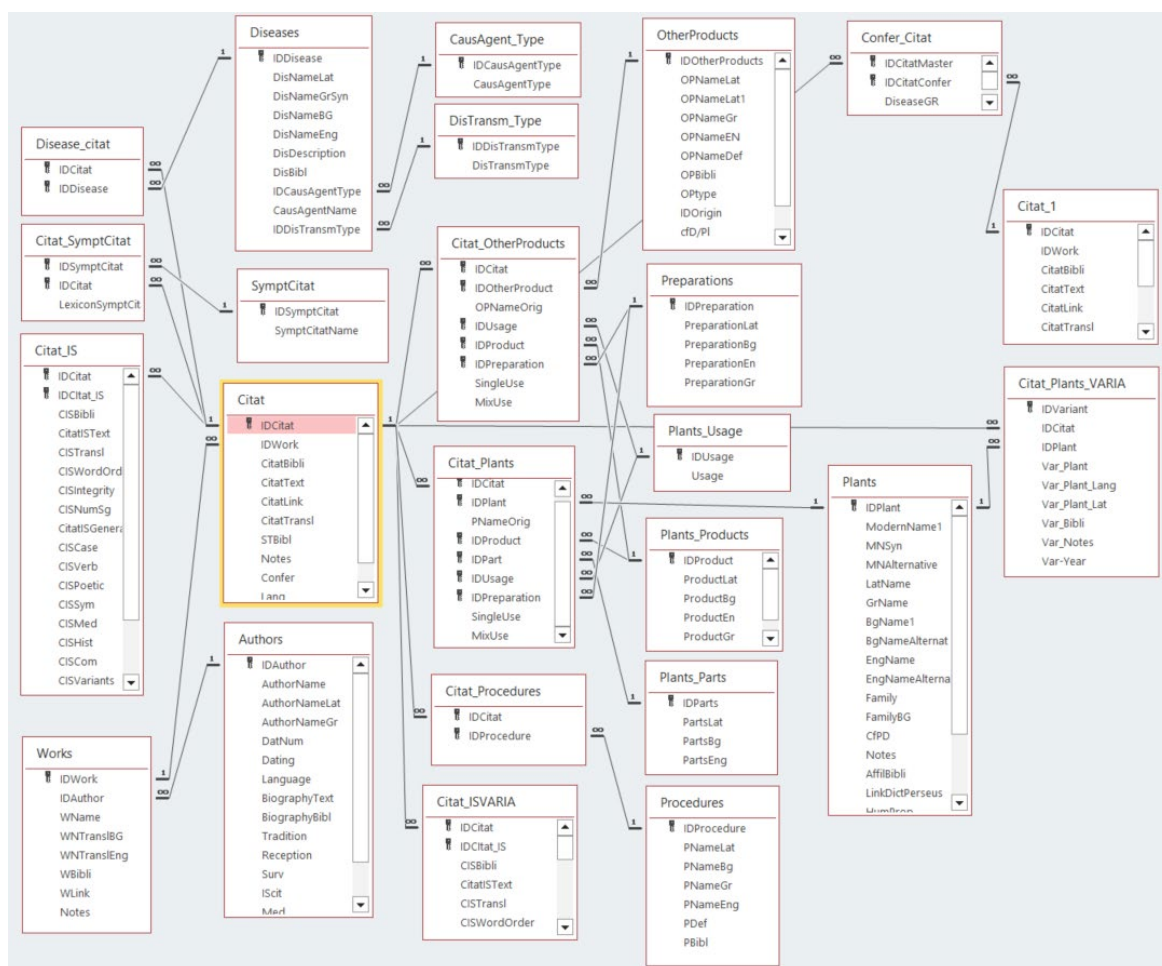 Diseases
IDDisease
DisNameLat
DisNameGrSyn
DisNameBG
DisNameEng
DisDescription
DisBibl
IDCausAgentType
CausAgentName
IDDisTransmType
CausAgent_Type
IDCausAgentType
CausAgentType
DisTransm_Type
IDDisTransmType
DisTransmType
OtherProducts
IDOtherProducts
OPNameLat
OPNameLat1
OPNameGr
OPNameEN
OPNameDef
OPBibli
OPtype
IDOrigin
cfD/Pl
Confer_Citat
IDCitatMaster
IDCitatConfer
DiseaseGR
Disease_citat
IDCitat
IDDisease
Citat_SymptCitat
IDSymptCitat
IDCitat
LexiconSymptCit
SymptCitat
IDSymptCitat
SymptCitatName
Citat_OtherProducts
IDCitat
IDOtherProduct
OPNameOrig
IDUsage
IDProduct
IDPreparation
SingleUse
MixUse
Preparations
IDPreparation
PreparationLat
PreparationBg
PreparationEn
PreparationGr
Citat_1
IDCitat
IDWork
CitatBibli
CitatText
CitatLink
CitatTransl
Citat_IS
IDCitat
IDCItat_IS
CISBibli
CitatISText
CISTransl
CISWordOrd
CISIntegrity
CISNumSg
CitatISGenera
CISCase
CISVerb
CISPoetic
CISSym
CISMed
CISHist
CISCom
CISVariants
Citat
IDCitat
IDWork
CitatBibli
CitatText
CitatLink
CitatTransl
STBibl
Notes
Confer
Lang
Citat_Plants
IDCitat
IDPlant
PNameOrig
IDProduct
IDPart
IDUsage
IDPreparation
SingleUse
MixUse
Plants_Usage
IDUsage
Usage
Plants_Products
IDProduct
ProductLat
ProductBg
ProductEn
ProductGr
Plants
IDPlant
ModernName1
MNSyn
MNAlternative
LatName
GrName
BgName1
BgNameAlternat
EngName
EngNameAlterna
Family
FamilyBG
CfPD
Notes
AffilBibli
LinkDictPerseus
HumProp
Citat_Plants_VARIA
IDVariant
IDCitat
IDPlant
Var_Plant
Var_Plant_Lang
Var_Plant_Lat
Var_Bibli
Var_Notes
Var-Year
Works
IDWork
IDAuthor
WName
WNTranslBG
WNTranslEng
WBibli
WLink
Notes
Authors
IDAuthor
AuthorName
AuthorNameLat
AuthorNameGr
DatNum
Dating
Language
BiographyText
BiographyBibl
Tradition
Reception
Surv
IScit
Med
Citat_Procedures
IDCitat
IDProcedure
Citat_ISVARIA
IDCitat
IDCItat_IS
CISBibli
CitatISText
CISTransl
CISWordOrder
Plants_Parts
IDParts
PartsLat
PartsBg
PartsEng
Procedures
IDProcedure
PNameLat
PNameBg
PNameGr
PNameEng
PDef
PBibl